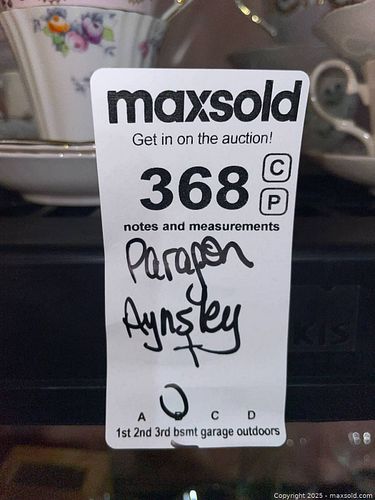 maxsold
Get in on the auction!
368 C
P
notes and measurements
Paragon
Aynsley
+
A B C D
1st 2nd 3rd bsmt garage outdoors
KIS
Copyright 2025 - maxsold.com